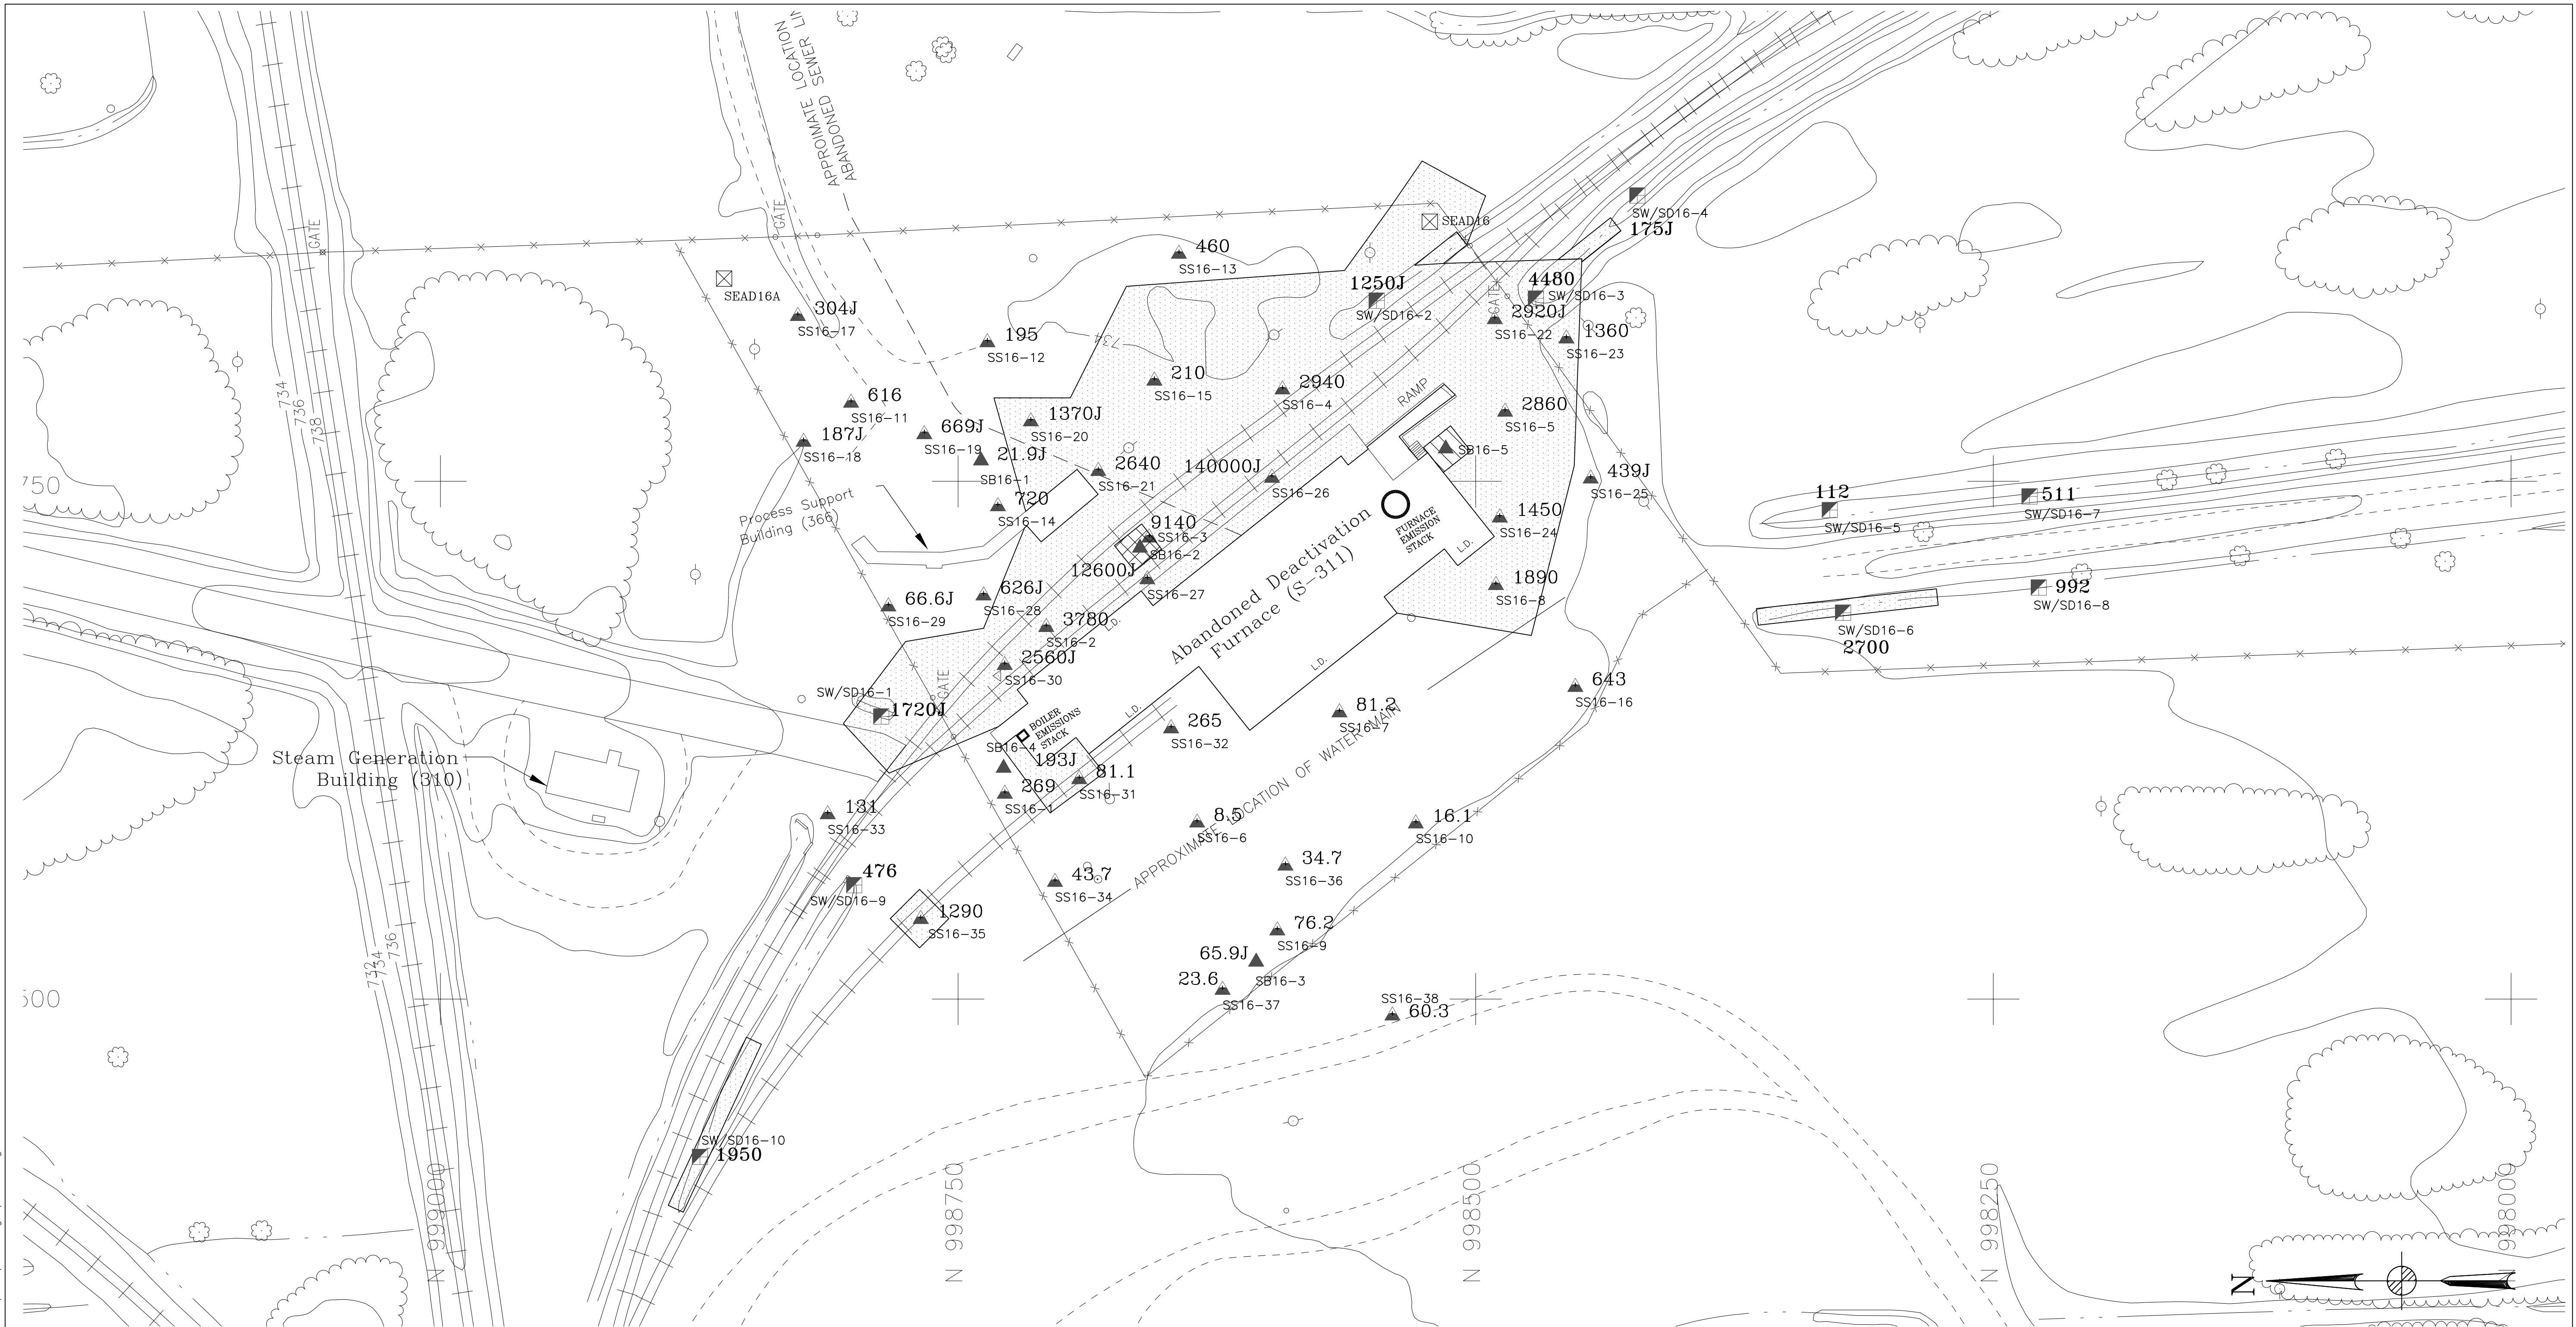 APPROXIMATE LOCATION
ABANDONED SEWER LIN
GATE
GATE
SEAD16
SEAD16A
SW/SD16-4
175J
460
SS16-13
1250J
SW/SD16-2
4480
SW/SD16-3
GATE
2920J
SS16-22
1360
SS16-23
304J
SS16-17
195
SS16-12
734
210
SS16-15
2940
SS16-4
RAMP
2860
SS16-5
734
736
738
616
SS16-11
187J
SS16-18
669J
SS16-19
1370J
SS16-20
21.9J
SB16-1
2640
SS16-21
140000J
SS16-26
SB16-5
439J
SS16-25
750
Process Support
Building (366)
720
SS16-14
9140
SS16-3
SB16-2
12600J
SS16-27
Abandoned Deactivation
Furnace (S-311)
FURNACE
EMISSION
STACK
L.D.
1450
SS16-24
1890
SS16-8
112
SW/SD16-5
511
SW/SD16-7
992
SW/SD16-8
SW/SD16-6
2700
66.6J
SS16-29
626J
SS16-28
3780
SS16-2
L.D.
2560J
SS16-30
GATE
SW/SD16-1
1720J
L.D.
643
SS16-16
81.2
SS16-7
265
SS16-32
L.D.
BOILER
EMISSIONS
STACK
SB16-4
193J
81.1
SS16-31
269
SS16-1
Steam Generation
Building (310)
131
SS16-33
8.5
SS16-6
APPROXIMATE LOCATION OF WATER MAIN
16.1
SS16-10
34.7
SS16-36
43.7
SS16-34
476
SW/SD16-9
1290
SS16-35
76.2
SS16-9
65.9J
SB16-3
23.6
SS16-37
SS16-38
60.3
732
734
736
500
SW/SD16-10
1950
N 999000
N 998750
N 998500
N 998250
998000
N